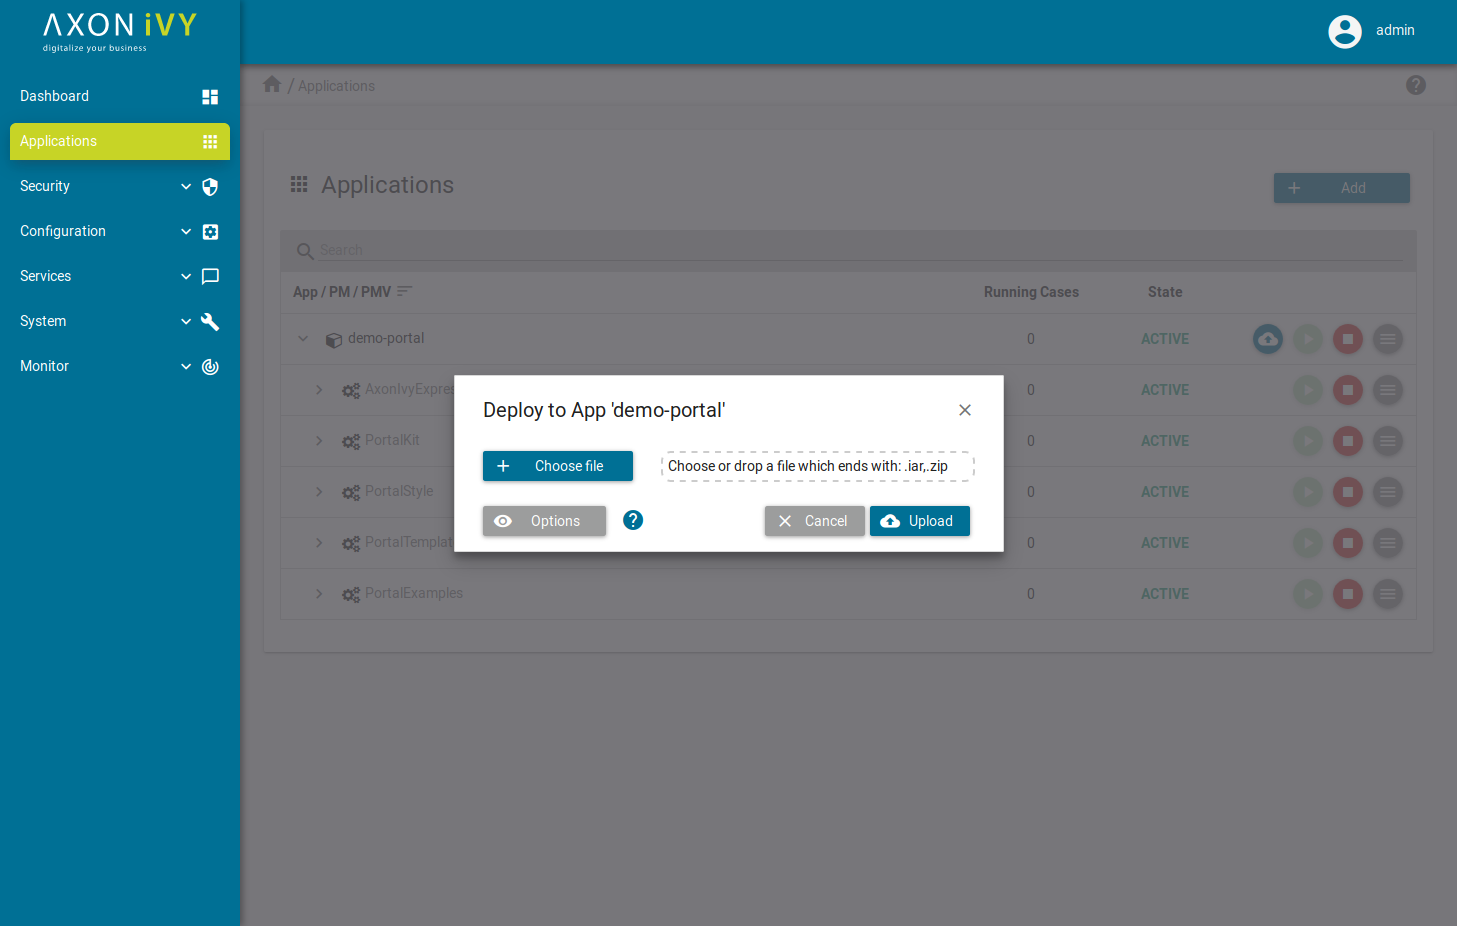 AXON iVY
digitalize your business
admin
Dashboard
Applications
Security
Configuration
Services
System
Monitor
/ Applications
Applications
Add
Search
App / PM / PMV Running Cases State
demo-portal 0 ACTIVE
AxonIvyExpres 0 ACTIVE
PortalKit 0 ACTIVE
PortalStyle 0 ACTIVE
PortalTemplat 0 ACTIVE
PortalExamples 0 ACTIVE
Deploy to App 'demo-portal'
Choose file
Choose or drop a file which ends with: .iar,.zip
Options
Cancel
Upload